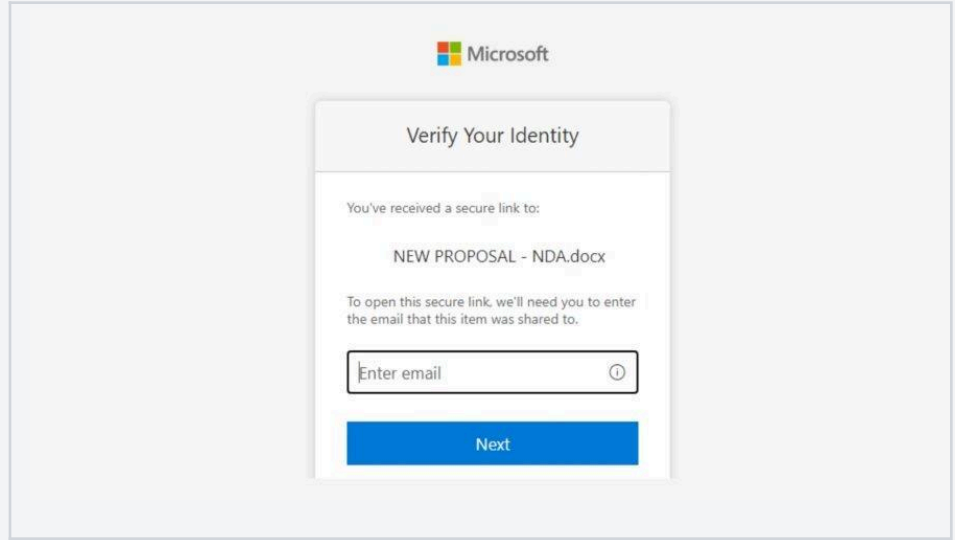 Microsoft
Verify Your Identity
You've received a secure link to:
NEW PROPOSAL - NDA.docx
To open this secure link, we'll need you to enter
the email that this item was shared to.
Enter email
Next